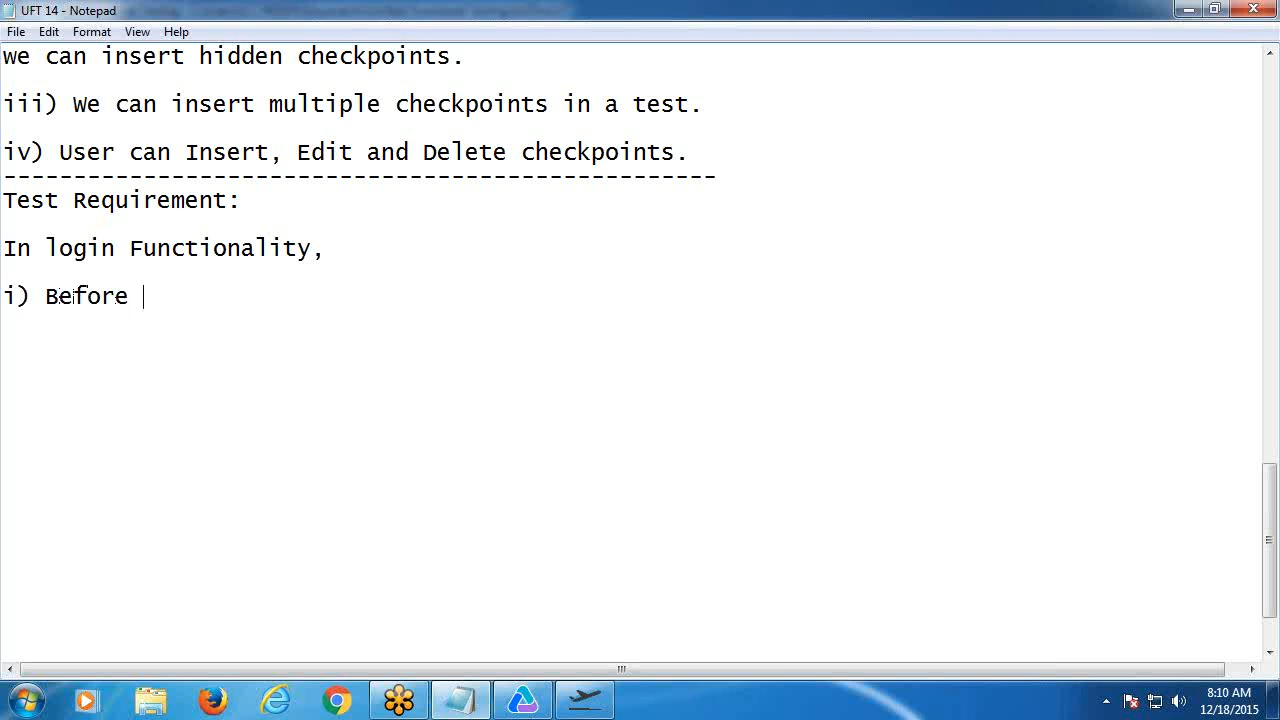 UFT 14 - Notepad
File Edit Format View Help
we can insert hidden checkpoints.
iii) We can insert multiple checkpoints in a test.
iv) User can Insert, Edit and Delete checkpoints.
---------------------------------------------------
Test Requirement:
In login Functionality,
i) Before
8:10 AM
12/18/2015